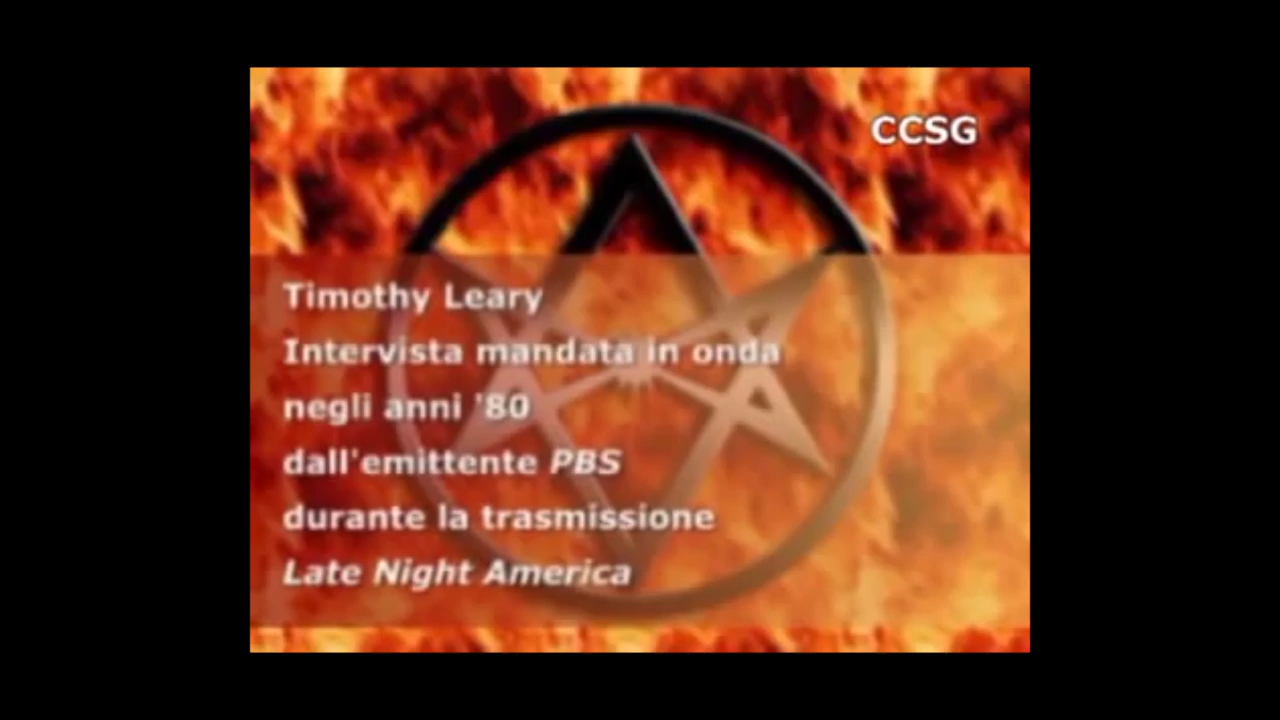 CCSG
Timothy Leary
Intervista mandata in onda
negli anni '80
dall'emittente PBS
durante la trasmissione
Late Night America